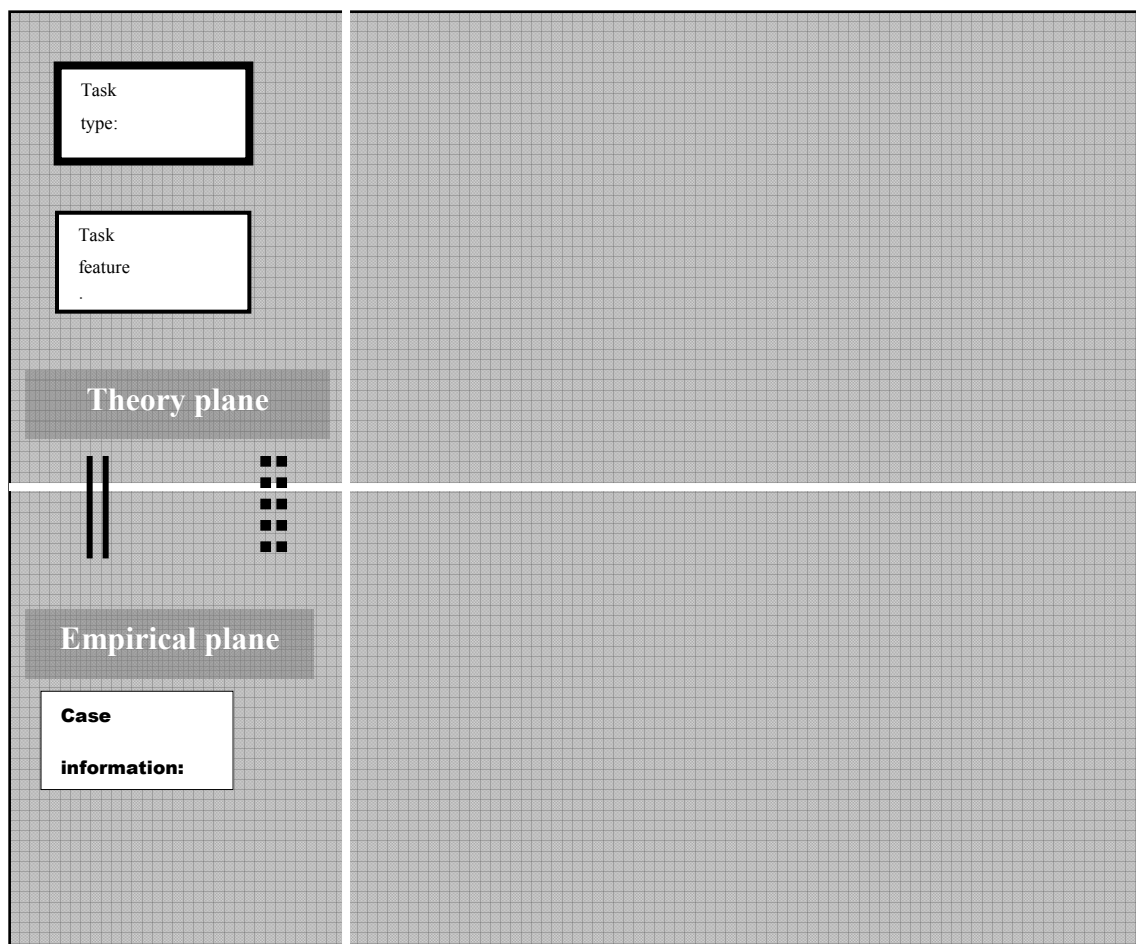 Task
type:
Task
feature
.
Theory plane
Empirical plane
Case
information: